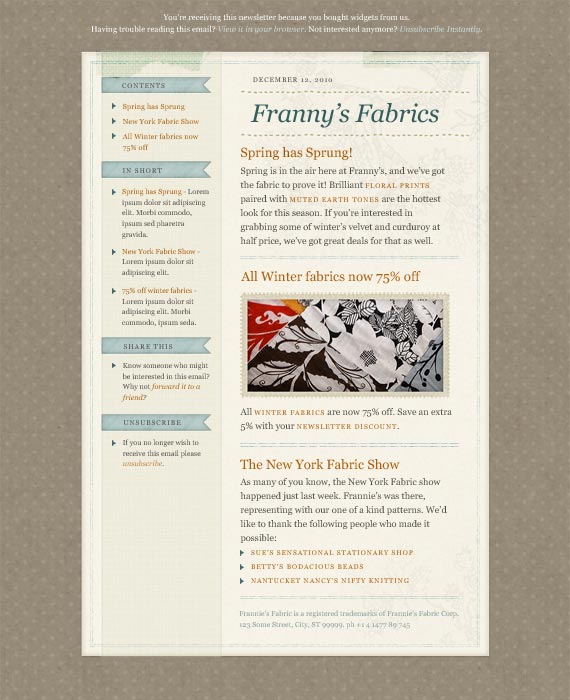 You're receiving this newsletter because you bought widgets from us.
Having trouble reading this email? View it in your browser. Not interested anymore? Unsubscribe Instantly.
CONTENTS
Spring has Sprung
New York Fabric Show
All Winter fabrics now
75% off
IN SHORT
Spring has Sprung - Lorem
ipsum dolor sit adipiscing
elit. Morbi commodo,
ipsum sed pharetra
gravida.
New York Fabric Show -
Lorem ipsum dolor sit
adipiscing elit.
75% off winter fabrics -
Lorem ipsum dolor sit
adipiscing elit. Morbi
commodo, ipsum seda.
SHARE THIS
Know someone who might
be interested in this email?
Why not forward it to a
friend?
UNSUBSCRIBE
If you no longer wish to
receive this email please
unsubscribe.
DECEMBER 12, 2010
Franny's Fabrics
Spring has Sprung!
Spring is in the air here at Franny's, and we've got
the fabric to prove it! Brilliant FLORAL PRINTS
paired with MUTED EARTH TONES are the hottest
look for this season. If you're interested in
grabbing some of winter's velvet and curduroy at
half price, we've got great deals for that as well.
All Winter fabrics now 75% off
All WINTER FABRICS are now 75% off. Save an extra
5% with your NEWSLETTER DISCOUNT.
The New York Fabric Show
As many of you know, the New York Fabric Show
happened just last week. Frannie's was there,
representing with our one of a kind patterns. We'd
like to thank the following people who made it
possible:
SUE'S SENSATIONAL STATIONARY SHOP
BETTY'S BODACIOUS BEADS
NANTUCKET NANCY'S NIFTY KNITTING
Frannie's Fabric is a registered trademarks of Frannie's Fabric Corp.
123 Some Street, City, ST 99999. ph +1 4 1477 89 745